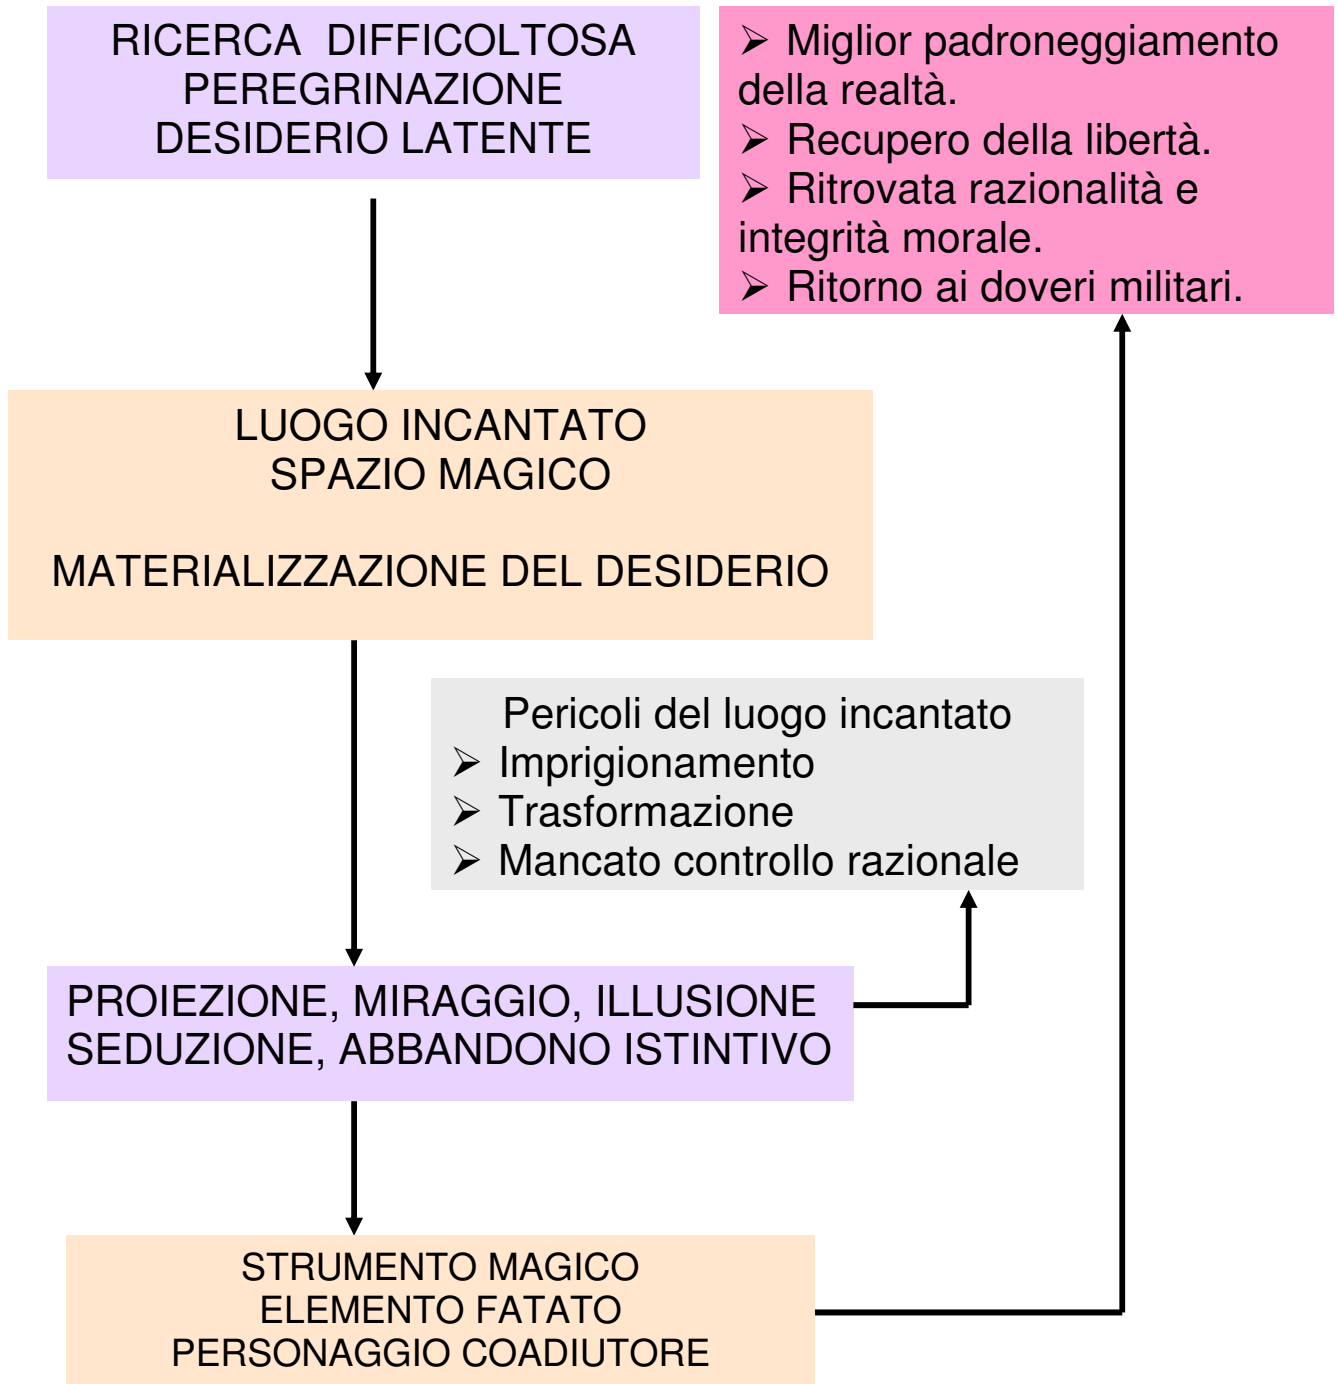 RICERCA DIFFICOLTOSA
PEREGRINAZIONE
DESIDERIO LATENTE
➢ Miglior padroneggiamento
della realtà.
➢ Recupero della libertà.
➢ Ritrovata razionalità e
integrità morale.
➢ Ritorno ai doveri militari.
LUOGO INCANTATO
SPAZIO MAGICO
MATERIALIZZAZIONE DEL DESIDERIO
Pericoli del luogo incantato
➢ Imprigionamento
➢ Trasformazione
➢ Mancato controllo razionale
PROIEZIONE, MIRAGGIO, ILLUSIONE
SEDUZIONE, ABBANDONO ISTINTIVO
STRUMENTO MAGICO
ELEMENTO FATATO
PERSONAGGIO COADIUTORE